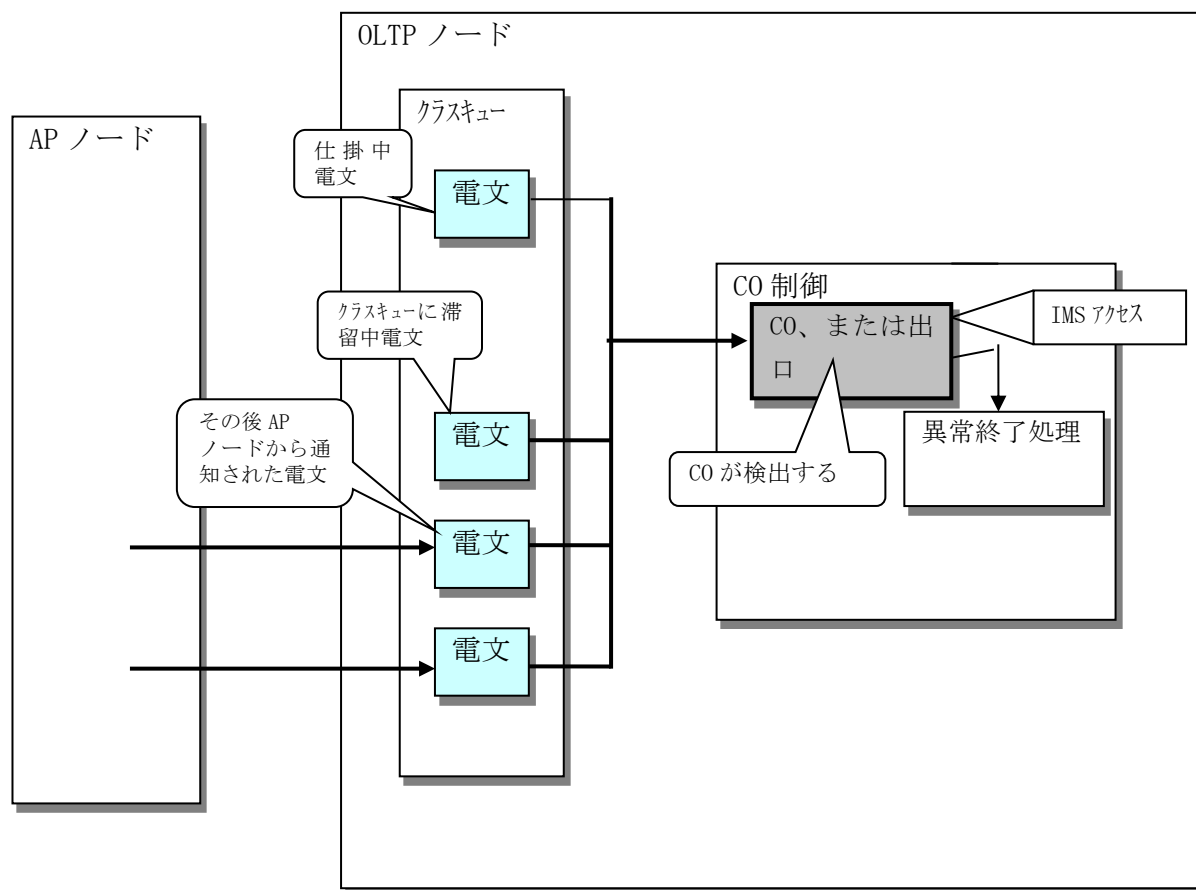 OLTP ノード
クラスキュー
AP ノード
仕掛中
電文
電文
クラスキューに滞
留中電文
電文
その後 AP
ノードから通
知された電文
電文
電文
CO 制御
CO、または出
口
IMS アクセス
異常終了処理
CO が検出する